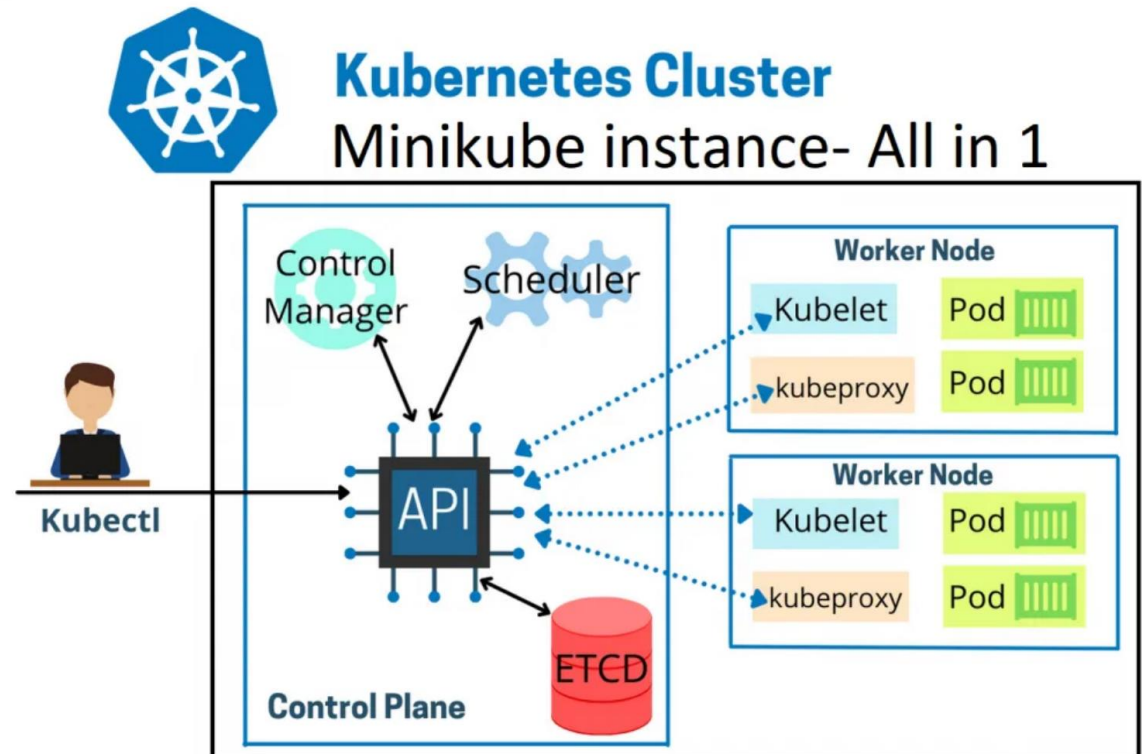 Kubernetes Cluster
Minikube instance- All in 1
Control
Manager
Scheduler
API
ETCD
Control Plane
Kubectl
Worker Node
Kubelet
Pod
kubeproxy
Pod
Worker Node
Kubelet
Pod
kubeproxy
Pod